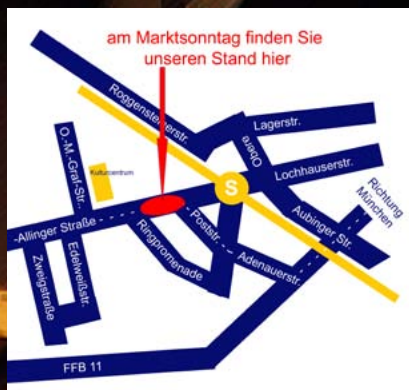 am Marktsonntag finden Sie
unseren Stand hier
Roggensteinerstr.
Lagerstr.
Obere
Lochhauserstr.
O.-M.-Graf-Str.
Kulturcentrum
S
Richtung
München
Aubinger Str.
-Allinger Straße
Poststr.
Adenauerstr.
Ringpromenade
Zweigstraße
Edelweißstr.
FFB 11